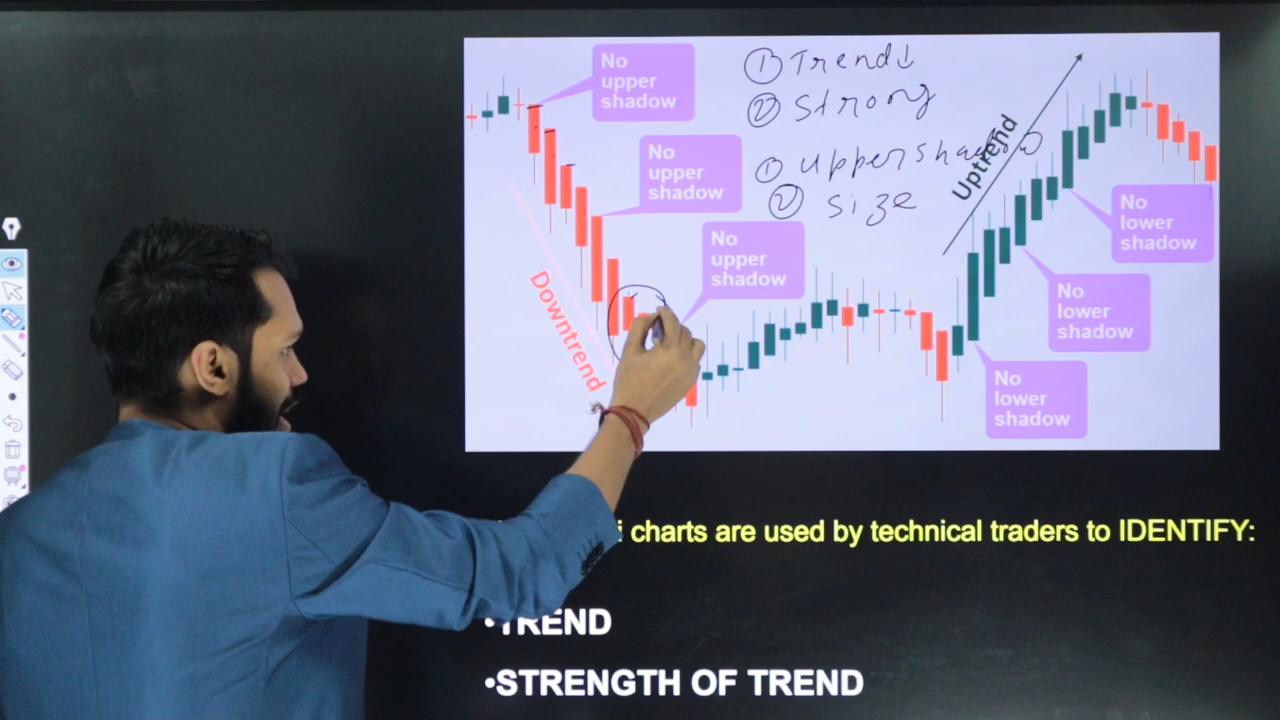 No
upper
shadow
① Trend↓
② Strong
No
upper
shadow
① uppershadow
② size
Uptrend
No
lower
shadow
No
upper
shadow
Downtrend
No
lower
shadow
No
lower
shadow
charts are used by technical traders to IDENTIFY:
•TREND
•STRENGTH OF TREND